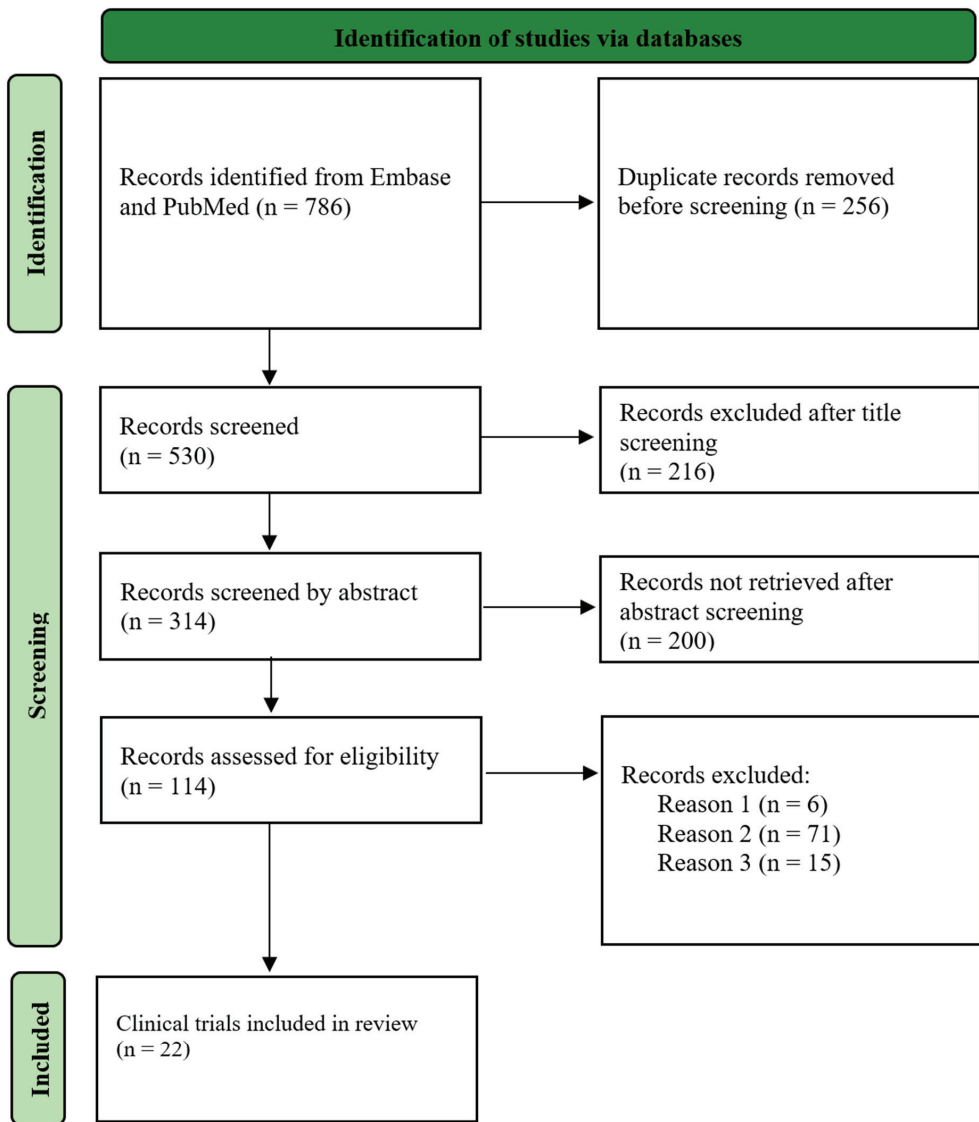 Identification of studies via databases
Identification
Records identified from Embase
and PubMed (n = 786)
Duplicate records removed
before screening (n = 256)
Screening
Records screened
(n = 530)
Records excluded after title
screening
(n = 216)
Records screened by abstract
(n = 314)
Records not retrieved after
abstract screening
(n = 200)
Records assessed for eligibility
(n = 114)
Records excluded:
Reason 1 (n = 6)
Reason 2 (n = 71)
Reason 3 (n = 15)
Included
Clinical trials included in review
(n = 22)